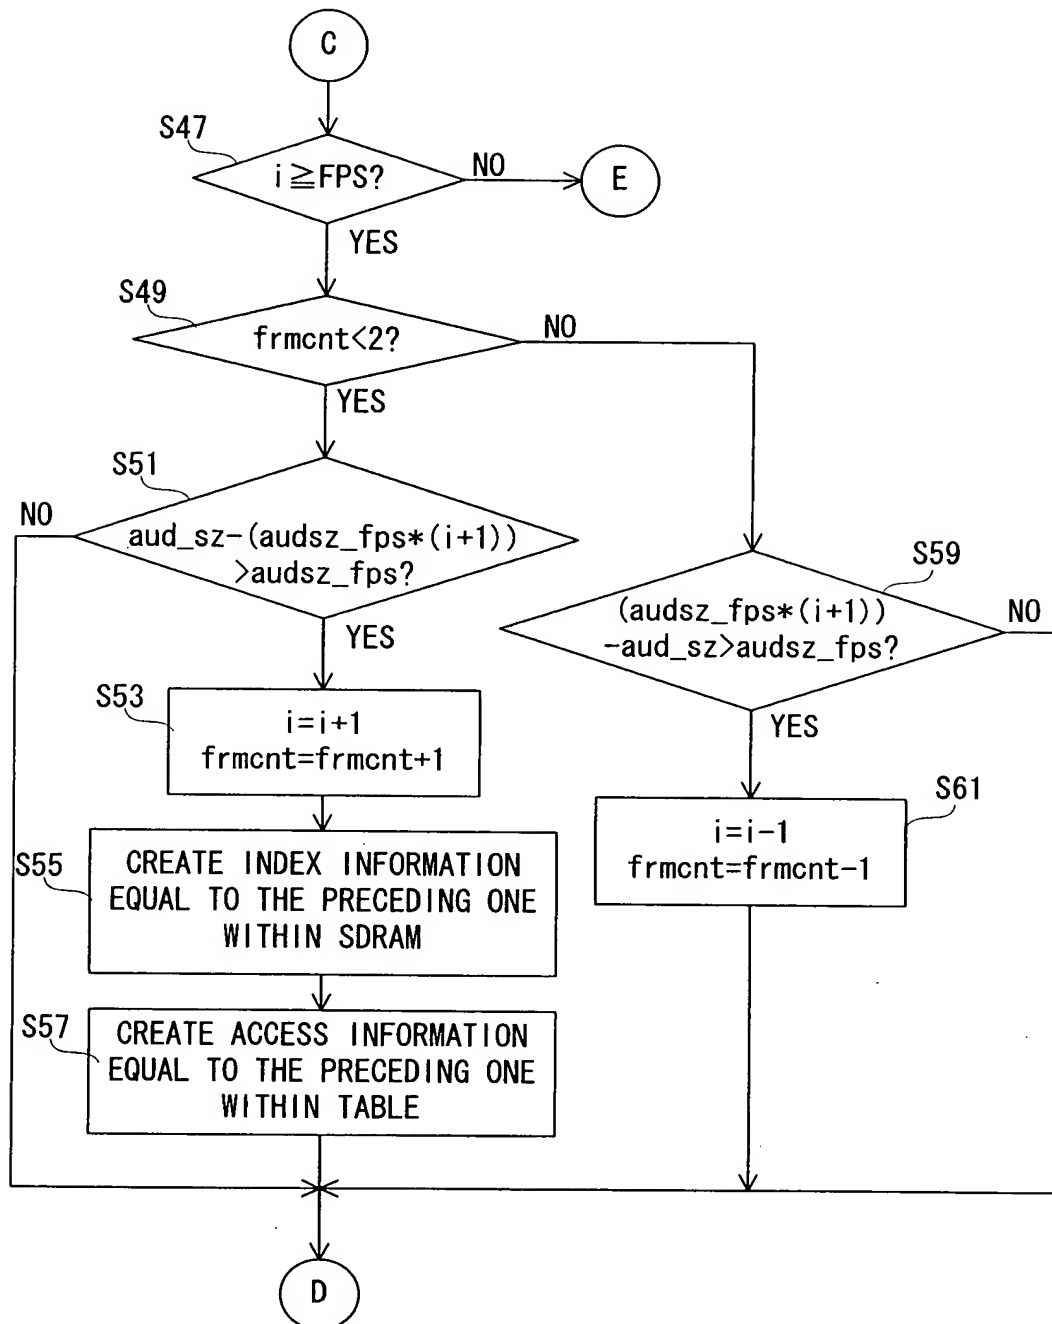 C
S47
i≧FPS?
NO
E
YES
S49
frmcnt<2?
NO
YES
S51
NO
aud_sz-(audsz_fps*(i+1))
>audsz_fps?
YES
S59
(audsz_fps*(i+1))
-aud_sz>audsz_fps?
NO
YES
S53
i=i+1
frmcnt=frmcnt+1
S61
i=i-1
frmcnt=frmcnt-1
S55
CREATE INDEX INFORMATION
EQUAL TO THE PRECEDING ONE
WITHIN SDRAM
S57
CREATE ACCESS INFORMATION
EQUAL TO THE PRECEDING ONE
WITHIN TABLE
D